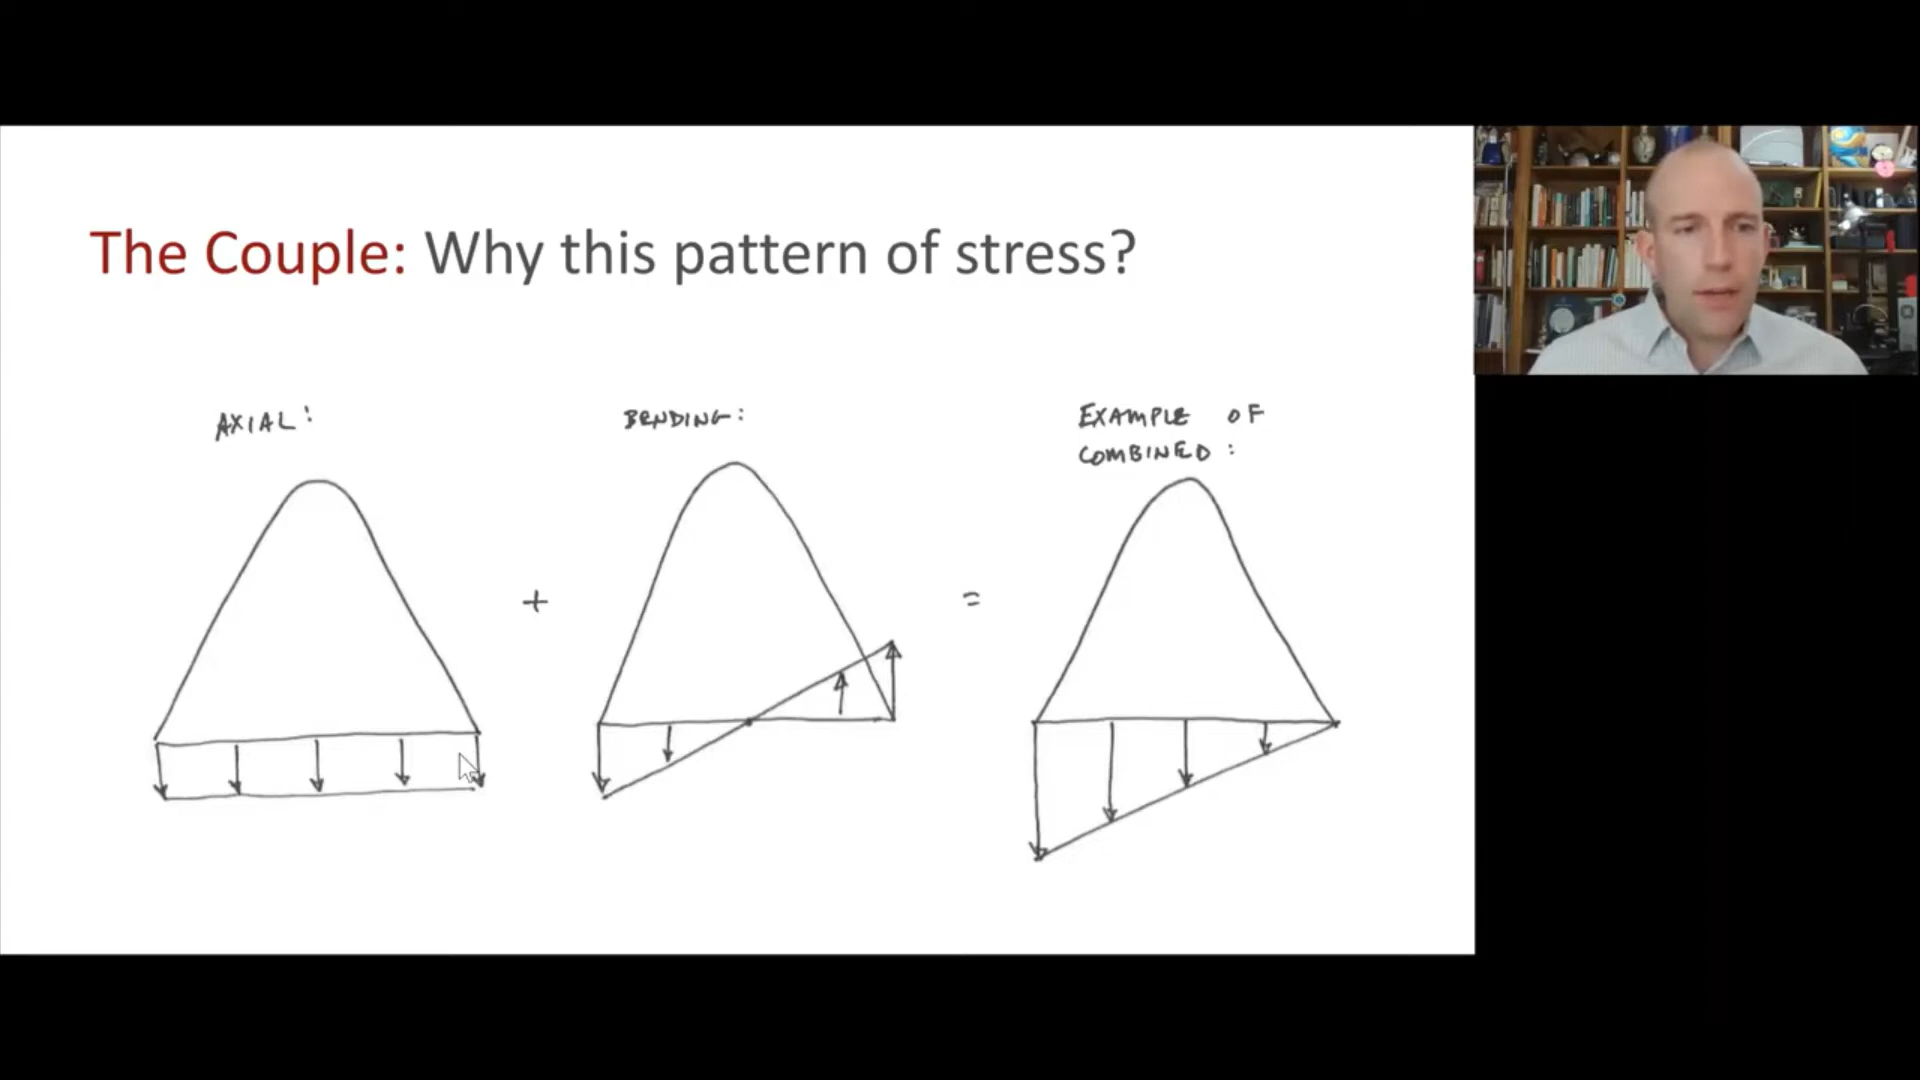 The Couple: Why this pattern of stress?
AXIAL:
BENDING:
EXAMPLE OF
COMBINED:
+
=